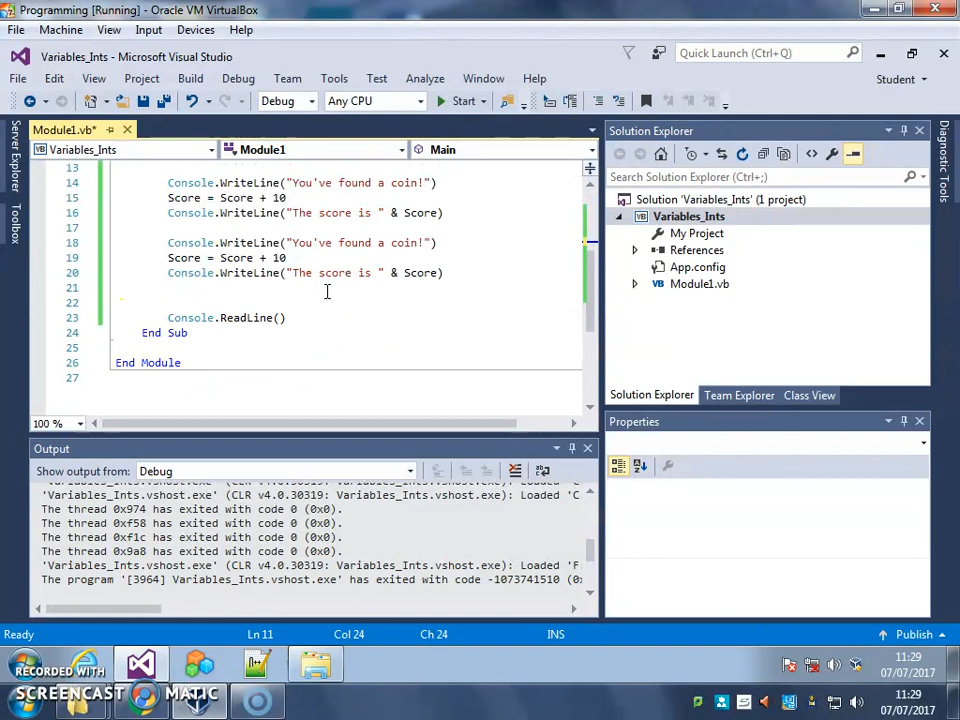 Programming [Running] - Oracle VM VirtualBox
File Machine View Input Devices Help
Variables_Ints - Microsoft Visual Studio
Quick Launch (Ctrl+Q)
File Edit View Project Build Debug Team Tools Test Analyze Window Help
Student
Debug Any CPU Start
Server Explorer
Toolbox
Module1.vb*
Variables_Ints Module1 Main
13
14 Console.WriteLine("You've found a coin!")
15 Score = Score + 10
16 Console.WriteLine("The score is " & Score)
17
18 Console.WriteLine("You've found a coin!")
19 Score = Score + 10
20 Console.WriteLine("The score is " & Score)
21
22
23 Console.ReadLine()
24 End Sub
25
26 End Module
27
100 %
Output
Show output from: Debug
'Variables_Ints.vshost.exe' (CLR v4.0.30319: Variables_Ints.vshost.exe): Loaded 'C
The thread 0x974 has exited with code 0 (0x0).
The thread 0xf58 has exited with code 0 (0x0).
The thread 0xf1c has exited with code 0 (0x0).
The thread 0x9a8 has exited with code 0 (0x0).
'Variables_Ints.vshost.exe' (CLR v4.0.30319: Variables_Ints.vshost.exe): Loaded 'F
The program '[3964] Variables_Ints.vshost.exe' has exited with code -1073741510 (0x
Solution Explorer
Search Solution Explorer (Ctrl+;)
Solution 'Variables_Ints' (1 project)
Variables_Ints
My Project
References
App.config
Module1.vb
Solution Explorer Team Explorer Class View
Properties
Diagnostic Tools
Ready Ln 11 Col 24 Ch 24 INS Publish
11:29
07/07/2017
RECORDED WITH
SCREENCAST MATIC
11:29
07/07/2017